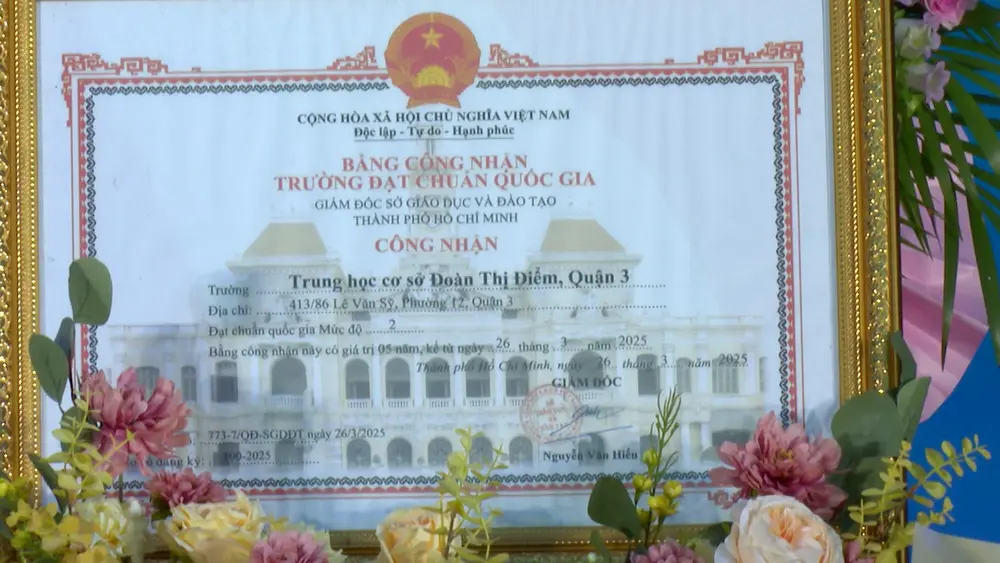 CỘNG HÒA XÃ HỘI CHỦ NGHĨA VIỆT NAM
Độc lập - Tự do - Hạnh phúc
BẰNG CÔNG NHẬN
TRƯỜNG ĐẠT CHUẨN QUỐC GIA
GIÁM ĐỐC SỞ GIÁO DỤC VÀ ĐÀO TẠO
THÀNH PHỐ HỒ CHÍ MINH
CÔNG NHẬN
Trường Trung học cơ sở Đoàn Thị Điểm, Quận 3
Địa chỉ: 413/86 Lê Văn Sỹ, Phường 12, Quận 3
Đạt chuẩn quốc gia Mức độ 2
Bằng công nhận này có giá trị 05 năm, kể từ ngày 26 tháng 3 năm 2025
Thành phố Hồ Chí Minh, ngày 26 tháng 3 năm 2025
GIÁM ĐỐC
773-7/QĐ-SGDĐT ngày 26/3/2025
Nguyễn Văn Hiếu
đăng ký: 100-2025